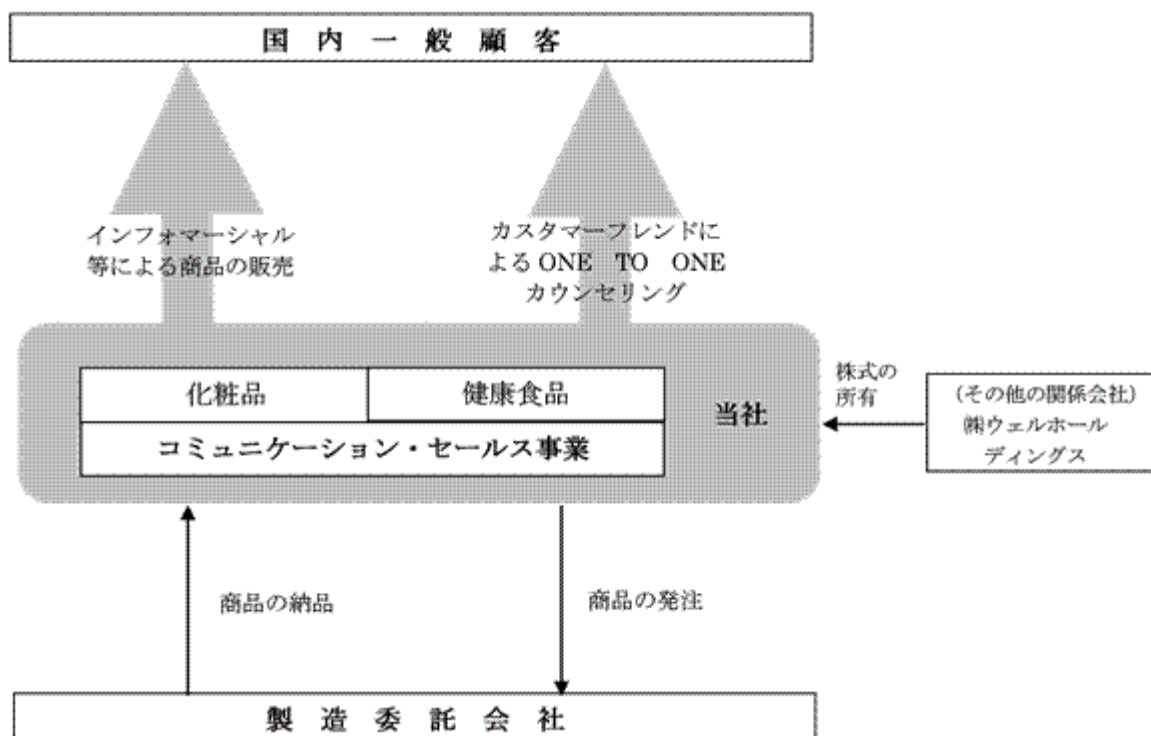 国内一般顧客
インフォマーシャル
等による商品の販売
カスタマーフレンドに
よるONE TO ONE
カウンセリング
化粧品
健康食品
コミュニケーション・セールス事業
当社
株式の
所有
(その他の関係会社)
㈱ウェルホール
ディングス
商品の納品
商品の発注
製造委託会社